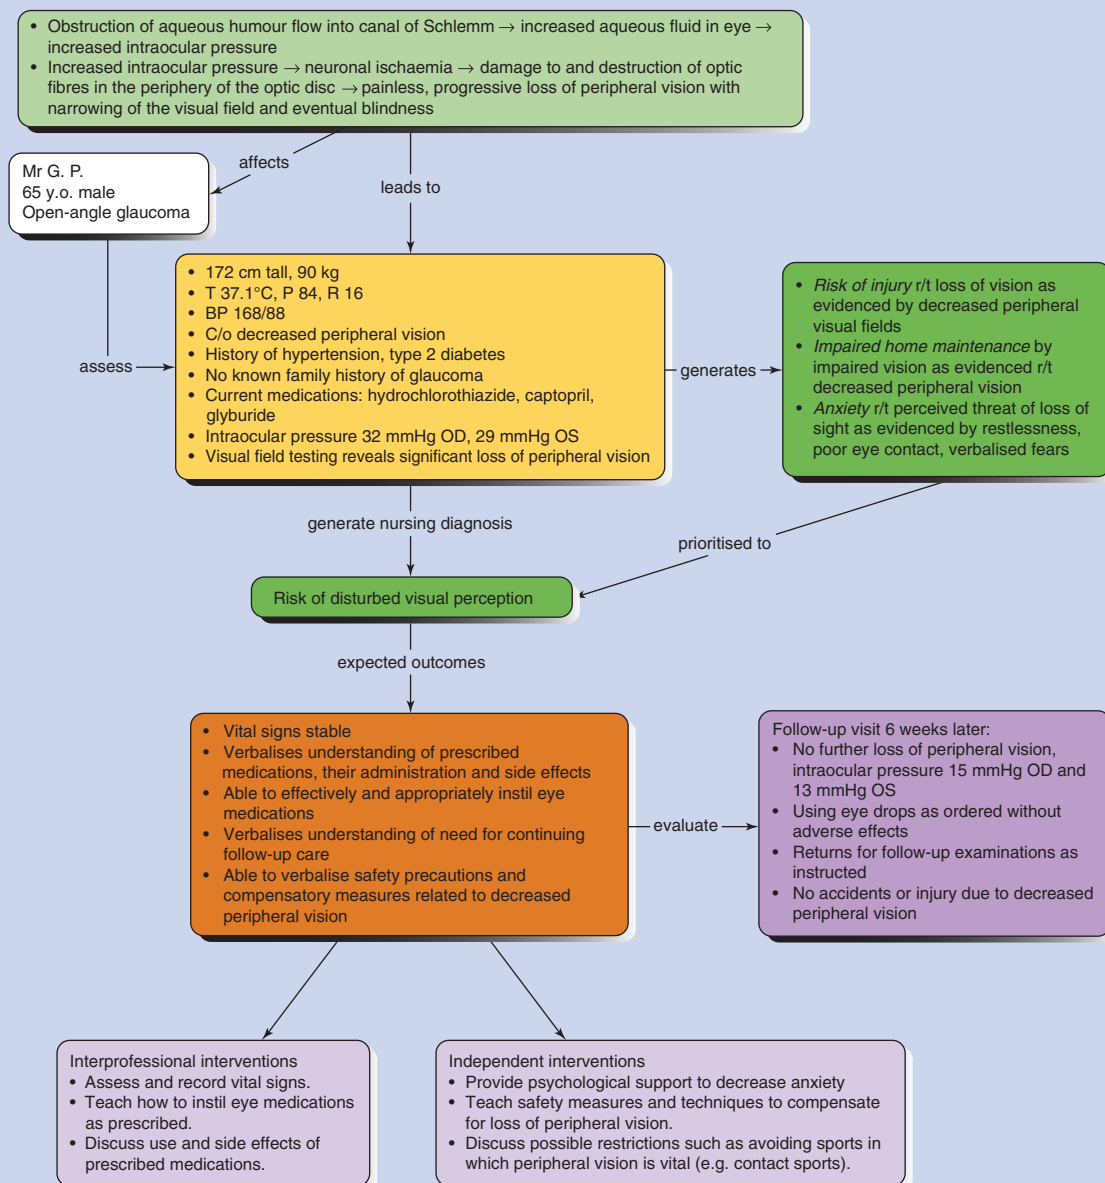 • Obstruction of aqueous humour flow into canal of Schlemm → increased aqueous fluid in eye →
increased intraocular pressure
• Increased intraocular pressure → neuronal ischaemia → damage to and destruction of optic
fibres in the periphery of the optic disc → painless, progressive loss of peripheral vision with
narrowing of the visual field and eventual blindness
affects
leads to
Mr G. P.
65 y.o. male
Open-angle glaucoma
assess
• 172 cm tall, 90 kg
• T 37.1°C, P 84, R 16
• BP 168/88
• C/o decreased peripheral vision
• History of hypertension, type 2 diabetes
• No known family history of glaucoma
• Current medications: hydrochlorothiazide, captopril,
glyburide
• Intraocular pressure 32 mmHg OD, 29 mmHg OS
• Visual field testing reveals significant loss of peripheral vision
generates
• Risk of injury r/t loss of vision as
evidenced by decreased peripheral
visual fields
• Impaired home maintenance by
impaired vision as evidenced r/t
decreased peripheral vision
• Anxiety r/t perceived threat of loss of
sight as evidenced by restlessness,
poor eye contact, verbalised fears
generate nursing diagnosis
prioritised to
Risk of disturbed visual perception
expected outcomes
• Vital signs stable
• Verbalises understanding of prescribed
medications, their administration and side effects
• Able to effectively and appropriately instil eye
medications
• Verbalises understanding of need for continuing
follow-up care
• Able to verbalise safety precautions and
compensatory measures related to decreased
peripheral vision
evaluate
Follow-up visit 6 weeks later:
• No further loss of peripheral vision,
intraocular pressure 15 mmHg OD and
13 mmHg OS
• Using eye drops as ordered without
adverse effects
• Returns for follow-up examinations as
instructed
• No accidents or injury due to decreased
peripheral vision
Interprofessional interventions
• Assess and record vital signs.
• Teach how to instil eye medications
as prescribed.
• Discuss use and side effects of
prescribed medications.
Independent interventions
• Provide psychological support to decrease anxiety
• Teach safety measures and techniques to compensate
for loss of peripheral vision.
• Discuss possible restrictions such as avoiding sports in
which peripheral vision is vital (e.g. contact sports).